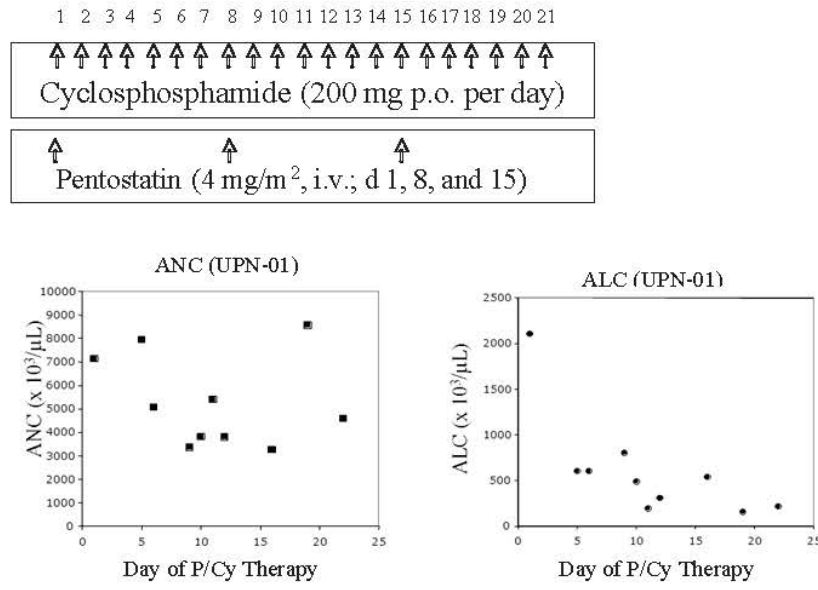 1 2 3 4 5 6 7 8 9 10 11 12 13 14 15 16 17 18 19 20 21
Cyclosphosphamide (200 mg p.o. per day)
Pentostatin (4 mg/m², i.v.; d 1, 8, and 15)
ANC (UPN-01)
ANC (x 10³/µL)
10000
9000
8000
7000
6000
5000
4000
3000
2000
1000
0
0 5 10 15 20 25
Day of P/Cy Therapy
ALC (UPN-01)
ALC (x 10³/µL)
2500
2000
1500
1000
500
0
0 5 10 15 20 25
Day of P/Cy Therapy